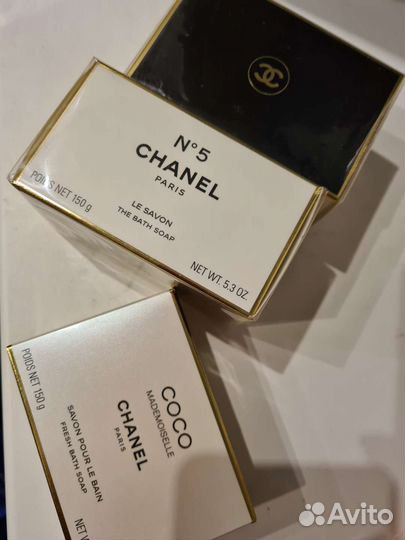 N°5
CHANEL
PARIS
LE SAVON
THE BATH SOAP
POIDS NET 150 g
NET WT. 5.3 OZ.
COCO
MADEMOISELLE
CHANEL
PARIS
SAVON POUR LE BAIN
FRESH BATH SOAP
POIDS NET 150 g
Avito